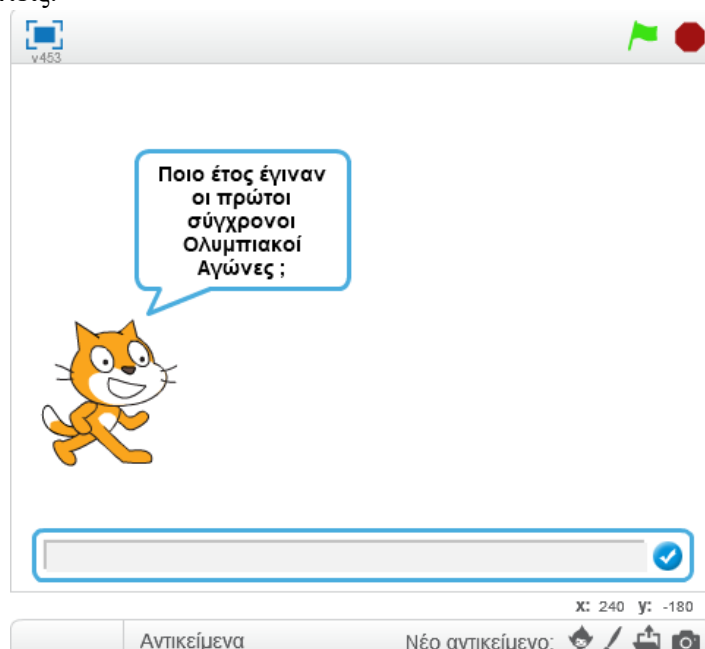 v453
Ποιο έτος έγιναν
οι πρώτοι
σύγχρονοι
Ολυμπιακοί
Αγώνες ;
x: 240 y: -180
Αντικείμενα Νέο αντικείμενο: